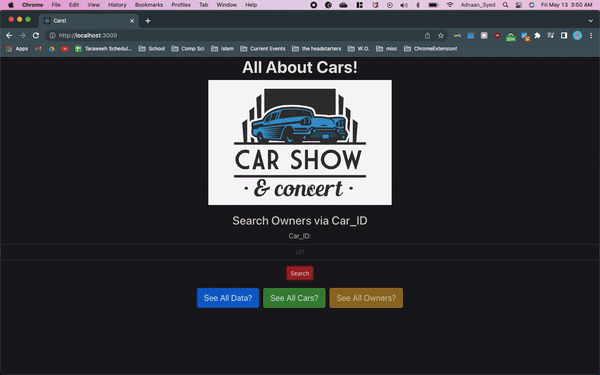 Chrome File Edit View History Bookmarks Profiles Tab Window Help Adnaan_Syed Fri May 13 3:50 AM
Cars!
http://localhost:3000
Apps Taraweeh Schedul... School Comp Sci Islam Current Events the headstarters W.O. misc ChromeExtension!
All About Cars!
CAR SHOW
· & concert ·
Search Owners via Car_ID
Car_ID:
id?
Search
See All Data? See All Cars? See All Owners?